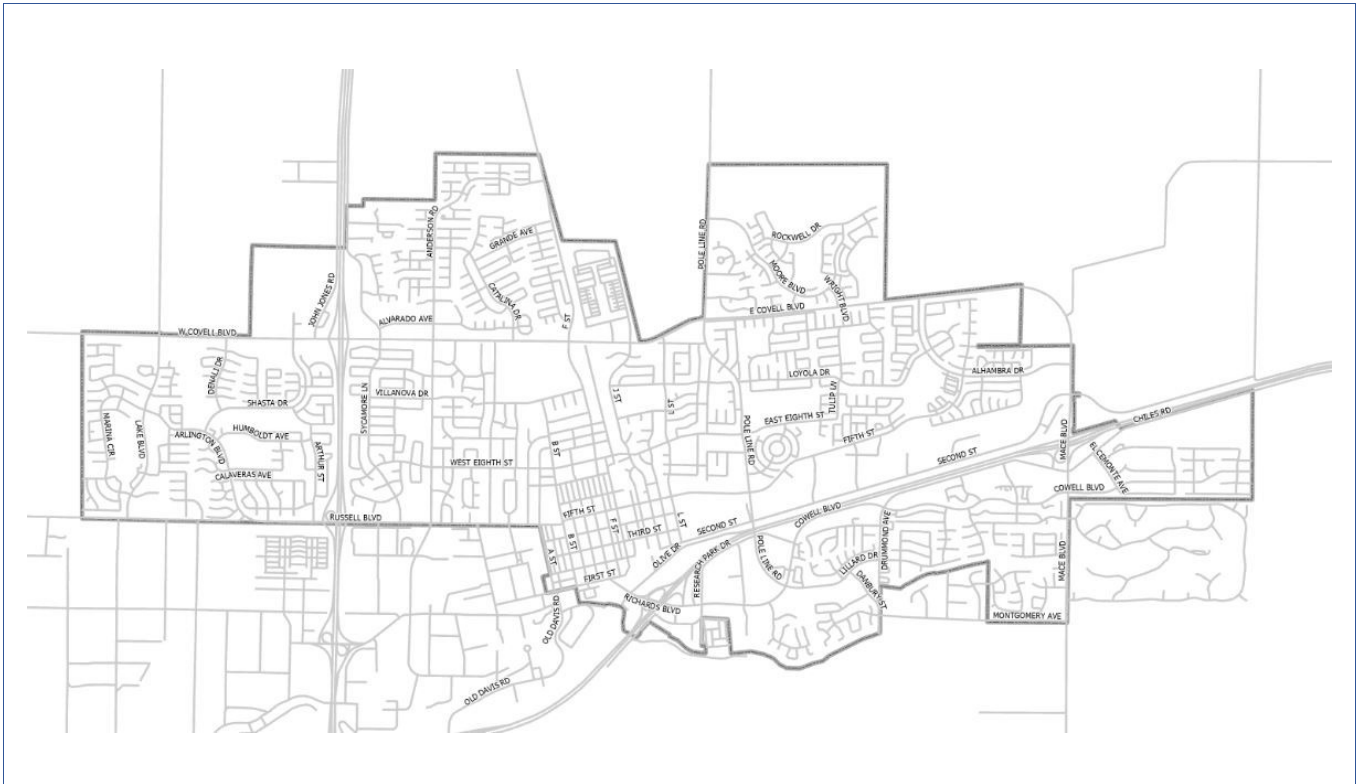 ANDERSON RD
GRANDE AVE
POLE LINE RD
ROCKWELL DR
MOORE BLVD
WRIGHT BLVD
JOHN JONES RD
CATALINA DR
F ST
E COVELL BLVD
W COVELL BLVD
ALVARADO AVE
DENALI DR
LOYOLA DR
ALHAMBRA DR
SHASTA DR
SYCAMORE LN
VILLANOVA DR
J ST
L ST
TULIP LN
MARINA CIR
LAKE BLVD
ARLINGTON BLVD
HUMBOLDT AVE
ARTHUR ST
CALAVERAS AVE
WEST EIGHTH ST
B ST
POLE LINE RD
EAST EIGHTH ST
FIFTH ST
SECOND ST
MACE BLVD
CHILES RD
EL CEMONTE AVE
COWELL BLVD
RUSSELL BLVD
FIFTH ST
F ST
THIRD ST
L ST
SECOND ST
COWELL BLVD
DRUMMOND AVE
A ST
B ST
OLIVE DR
RESEARCH PARK DR
POLE LINE RD
LILLARD DR
DANBURY ST
MACE BLVD
FIRST ST
RICHARDS BLVD
MONTGOMERY AVE
OLD DAVIS RD
OLD DAVIS RD